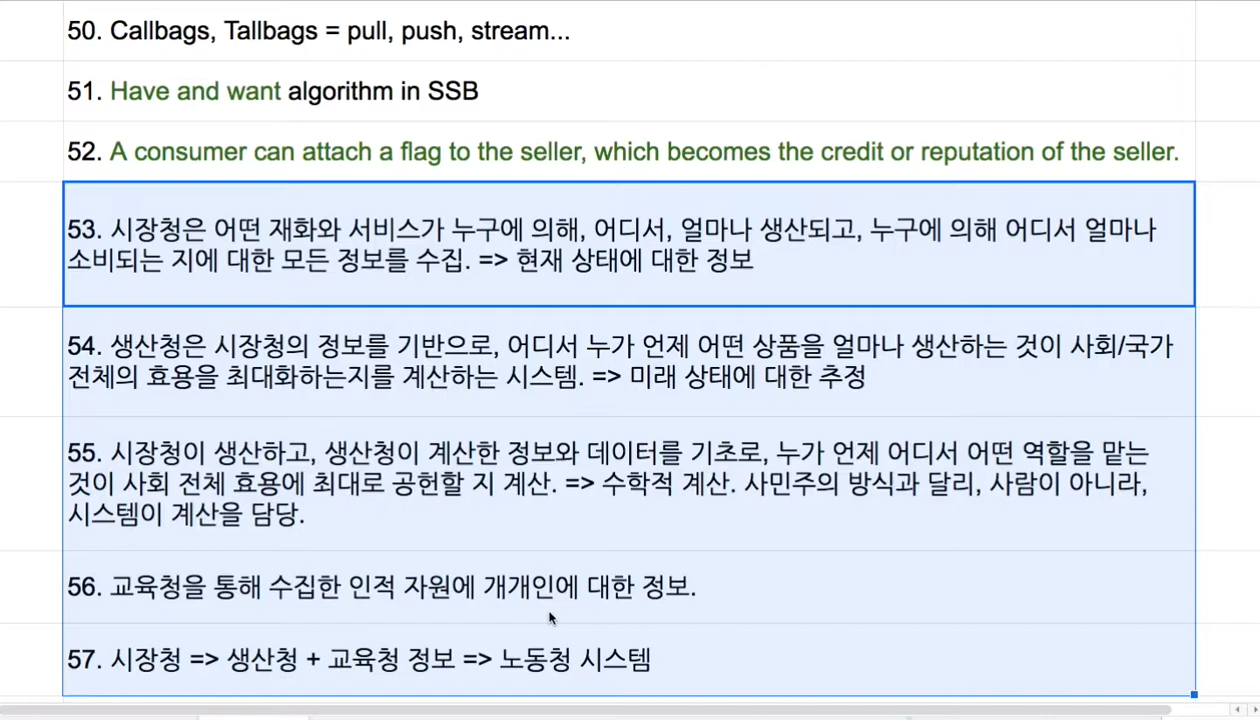 50. Callbags, Tallbags = pull, push, stream...
51. Have and want algorithm in SSB
52. A consumer can attach a flag to the seller, which becomes the credit or reputation of the seller.
53. 시장청은 어떤 재화와 서비스가 누구에 의해, 어디서, 얼마나 생산되고, 누구에 의해 어디서 얼마나
소비되는 지에 대한 모든 정보를 수집. => 현재 상태에 대한 정보
54. 생산청은 시장청의 정보를 기반으로, 어디서 누가 언제 어떤 상품을 얼마나 생산하는 것이 사회/국가
전체의 효용을 최대화하는지를 계산하는 시스템. => 미래 상태에 대한 추정
55. 시장청이 생산하고, 생산청이 계산한 정보와 데이터를 기초로, 누가 언제 어디서 어떤 역할을 맡는
것이 사회 전체 효용에 최대로 공헌할 지 계산. => 수학적 계산. 사민주의 방식과 달리, 사람이 아니라,
시스템이 계산을 담당.
56. 교육청을 통해 수집한 인적 자원에 개개인에 대한 정보.
57. 시장청 => 생산청 + 교육청 정보 => 노동청 시스템